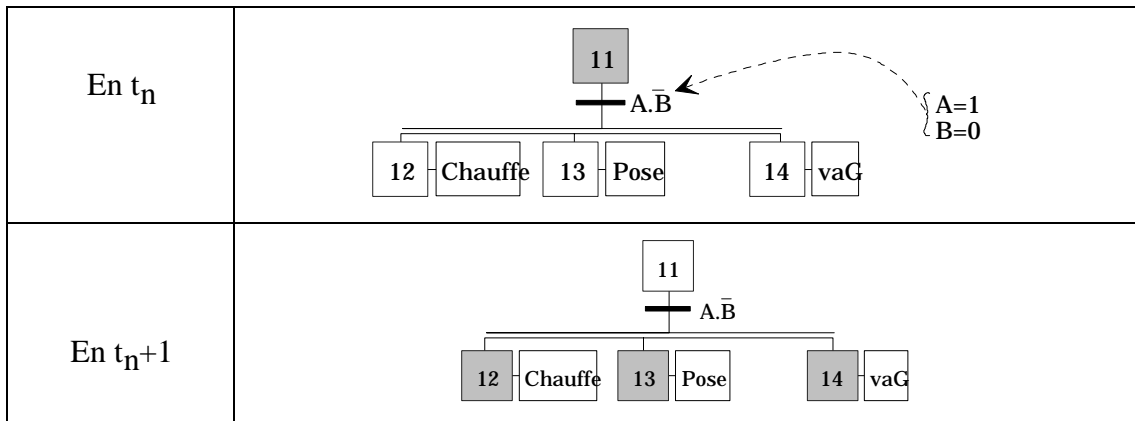 En tn
11
A.B̄
A=1
B=0
12 Chauffe 13 Pose 14 vaG
En tn+1
11
A.B̄
12 Chauffe 13 Pose 14 vaG